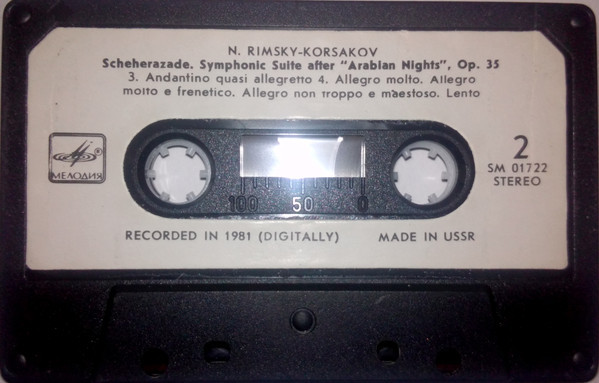 N. RIMSKY-KORSAKOV
Scheherazade. Symphonic Suite after "Arabian Nights", Op. 35
3. Andantino quasi allegretto 4. Allegro molto. Allegro
molto e frenetico. Allegro non troppo e maestoso. Lento
МЕЛОДИЯ
2
SM 01722
STEREO
100 50 0
RECORDED IN 1981 (DIGITALLY) MADE IN USSR